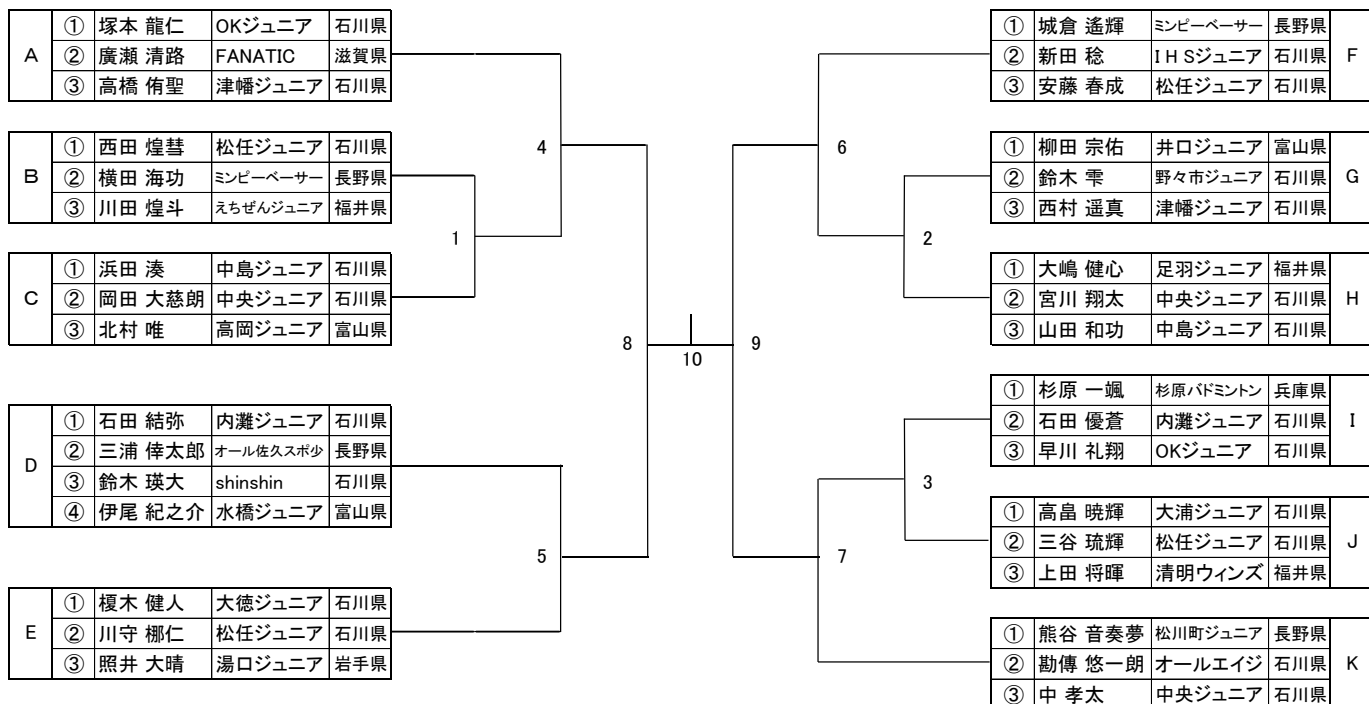 A
① 塚本 龍仁 OKジュニア 石川県
② 廣瀬 清路 FANATIC 滋賀県
③ 高橋 侑聖 津幡ジュニア 石川県
B
① 西田 煌彗 松任ジュニア 石川県
② 横田 海功 ミンピーベーサー 長野県
③ 川田 煌斗 えちぜんジュニア 福井県
C
① 浜田 湊 中島ジュニア 石川県
② 岡田 大慈朗 中央ジュニア 石川県
③ 北村 唯 高岡ジュニア 富山県
D
① 石田 結弥 内灘ジュニア 石川県
② 三浦 倖太郎 オール佐久スポ少 長野県
③ 鈴木 瑛大 shinshin 石川県
④ 伊尾 紀之介 水橋ジュニア 富山県
E
① 榎木 健人 大徳ジュニア 石川県
② 川守 梛仁 松任ジュニア 石川県
③ 照井 大晴 湯口ジュニア 岩手県
4
1
8
5
10
9
6
2
3
7
① 城倉 遙輝 ミンピーベーサー 長野県
② 新田 稔 IHSジュニア 石川県
③ 安藤 春成 松任ジュニア 石川県
F
① 柳田 宗佑 井口ジュニア 富山県
② 鈴木 雫 野々市ジュニア 石川県
③ 西村 遥真 津幡ジュニア 石川県
G
① 大嶋 健心 足羽ジュニア 福井県
② 宮川 翔太 中央ジュニア 石川県
③ 山田 和功 中島ジュニア 石川県
H
① 杉原 一颯 杉原バドミントン 兵庫県
② 石田 優蒼 内灘ジュニア 石川県
③ 早川 礼翔 OKジュニア 石川県
I
① 高畠 暁輝 大浦ジュニア 石川県
② 三谷 琉輝 松任ジュニア 石川県
③ 上田 将暉 清明ウィンズ 福井県
J
① 熊谷 音奏夢 松川町ジュニア 長野県
② 勘傳 悠一朗 オールエイジ 石川県
③ 中 孝太 中央ジュニア 石川県
K